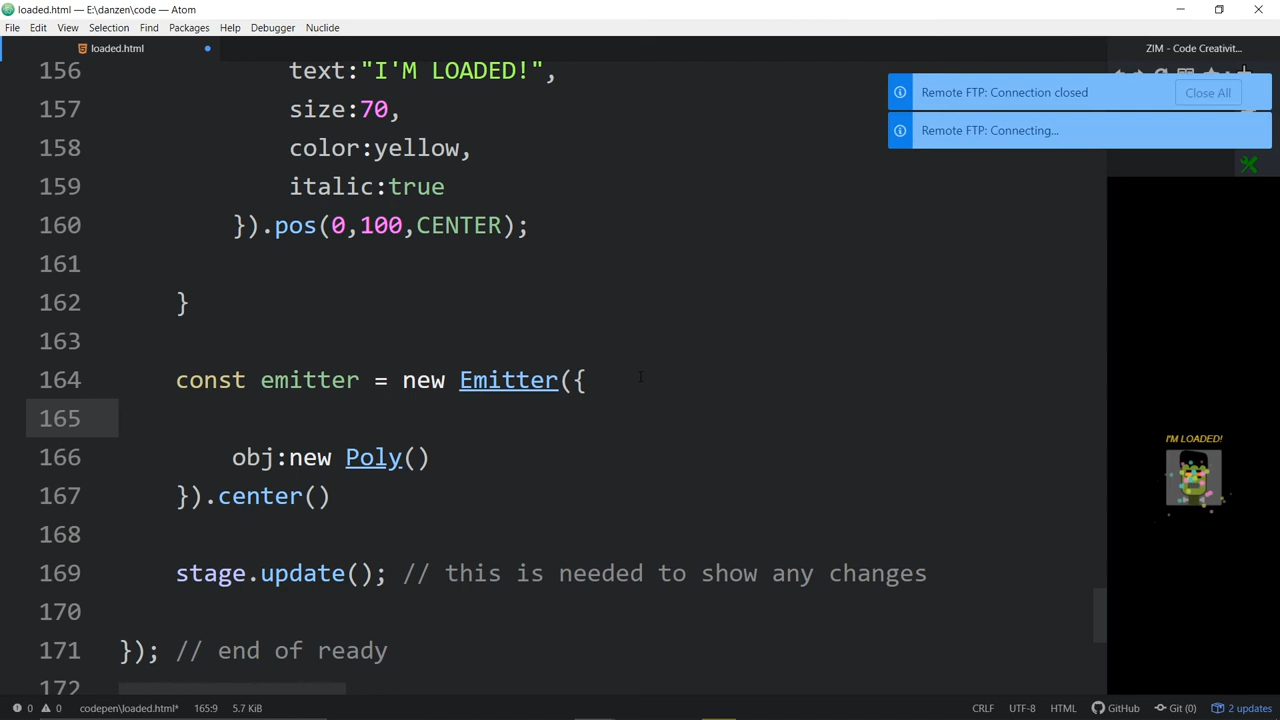 loaded.html — E:\danzen\code — Atom
File Edit View Selection Find Packages Help Debugger Nuclide
loaded.html
ZIM - Code Creativit...
Remote FTP: Connection closed
Close All
Remote FTP: Connecting...
156 text:"I'M LOADED!",
157 size:70,
158 color:yellow,
159 italic:true
160 }).pos(0,100,CENTER);
161
162 }
163
164 const emitter = new Emitter({
165
166 obj:new Poly()
167 }).center()
168
169 stage.update(); // this is needed to show any changes
170
171 }); // end of ready
172
I'M LOADED!
0 0 codepen\loaded.html* 165:9 5.7 KiB CRLF UTF-8 HTML GitHub Git (0) 2 updates